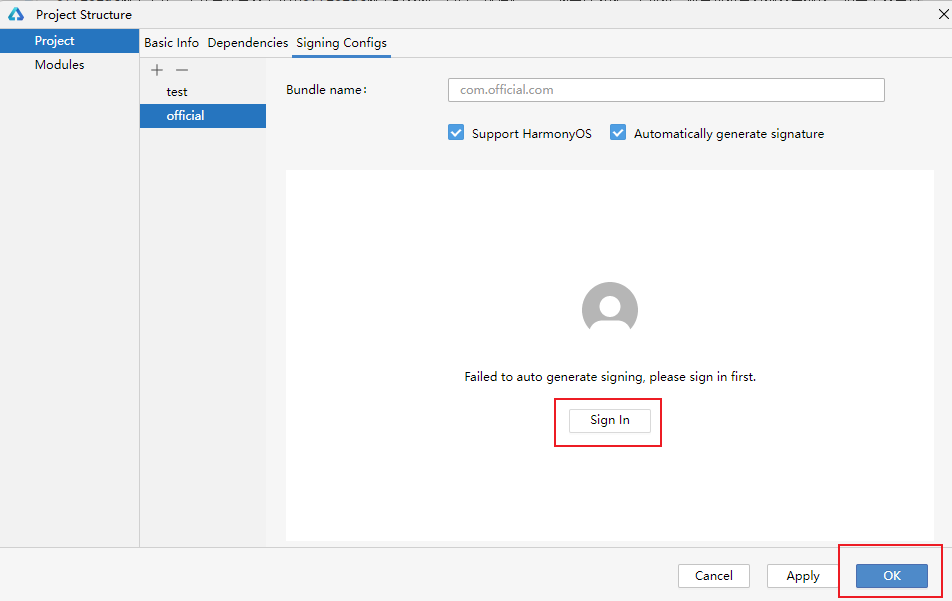 Project Structure
Project
Modules
Basic Info Dependencies Signing Configs
test
official
Bundle name:
com.official.com
Support HarmonyOS Automatically generate signature
Failed to auto generate signing, please sign in first.
Sign In
Cancel Apply OK